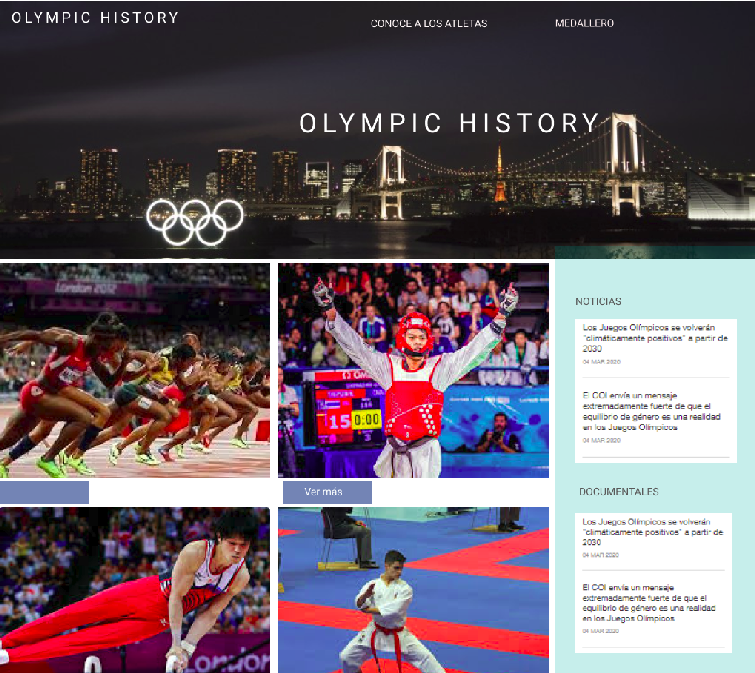 OLYMPIC HISTORY
CONOCE A LOS ATLETAS
MEDALLERO
OLYMPIC HISTORY
London 2012
15
0:00
Ver más
London
NOTICIAS
Los Juegos Olímpicos se volverán
"climáticamente positivos" a partir de
2030
04 MAR 2020
El COI envía un mensaje
extremadamente fuerte de que el
equilibrio de género es una realidad
en los Juegos Olímpicos
04 MAR 2020
DOCUMENTALES
Los Juegos Olímpicos se volverán
"climáticamente positivos" a partir de
2030
04 MAR 2020
El COI envía un mensaje
extremadamente fuerte de que el
equilibrio de género es una realidad
en los Juegos Olímpicos
04 MAR 2020